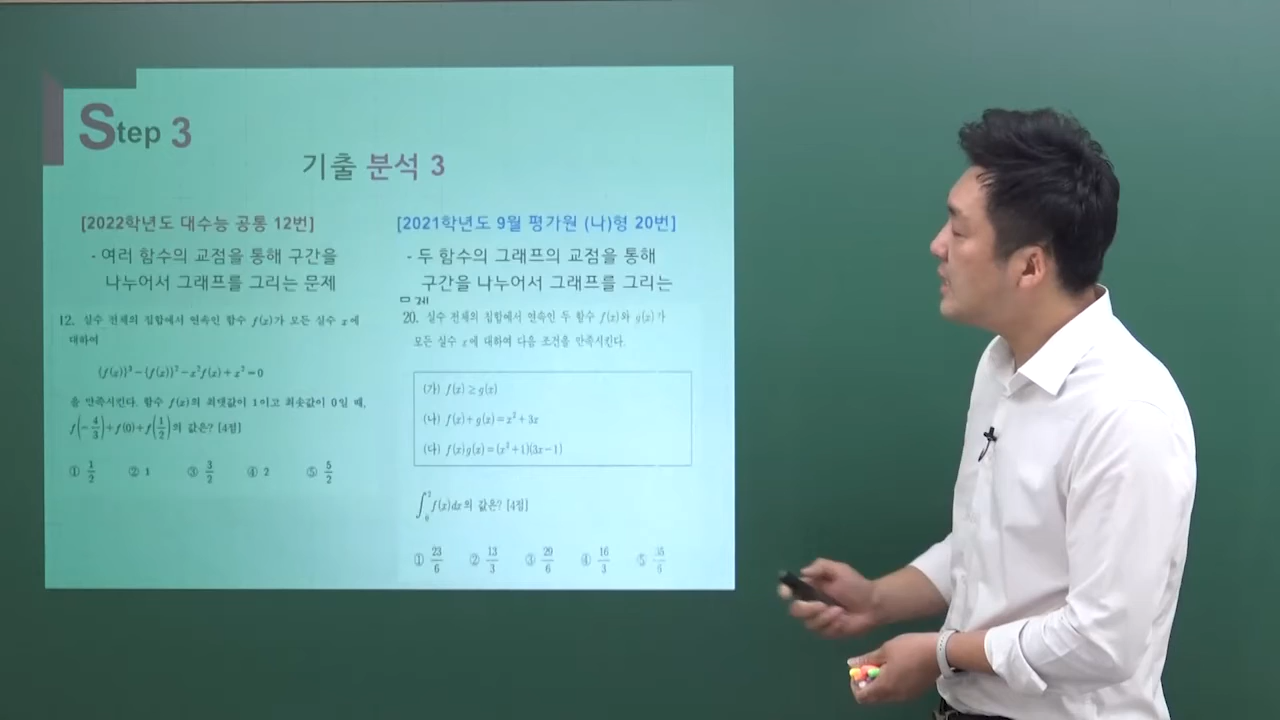 Step 3
기출 분석 3
[2022학년도 대수능 공통 12번]
- 여러 함수의 교점을 통해 구간을
나누어서 그래프를 그리는 문제
12. 실수 전체의 집합에서 연속인 함수 f(x)가 모든 실수 x에
대하여
{f(x)}³-{f(x)}²-x²f(x)+x²=0
을 만족시킨다. 함수 f(x)의 최댓값이 1이고 최솟값이 0일 때,
f(-4/3)+f(0)+f(1/2)의 값은? [4점]
① 1/2 ② 1 ③ 3/2 ④ 2 ⑤ 5/2
[2021학년도 9월 평가원 (나)형 20번]
- 두 함수의 그래프의 교점을 통해
구간을 나누어서 그래프를 그리는
문제
20. 실수 전체의 집합에서 연속인 두 함수 f(x)와 g(x)가
모든 실수 x에 대하여 다음 조건을 만족시킨다.
(가) f(x)≥g(x)
(나) f(x)+g(x)=x²+3x
(다) f(x)g(x)=(x²+1)(3x-1)
∫₀² f(x)dx의 값은? [4점]
① 23/6 ② 13/3 ③ 29/6 ④ 16/3 ⑤ 35/6